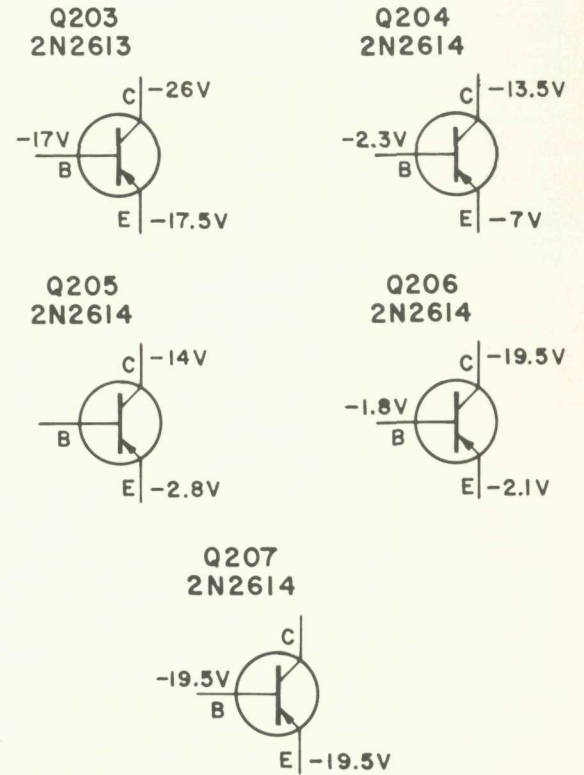 Q203
2N2613
C -26V
-17V
B
E -17.5V
Q204
2N2614
C -13.5V
-2.3V
B
E -7V
Q205
2N2614
C -14V
B
E -2.8V
Q206
2N2614
C -19.5V
-1.8V
B
E -2.1V
Q207
2N2614
C
-19.5V
B
E -19.5V